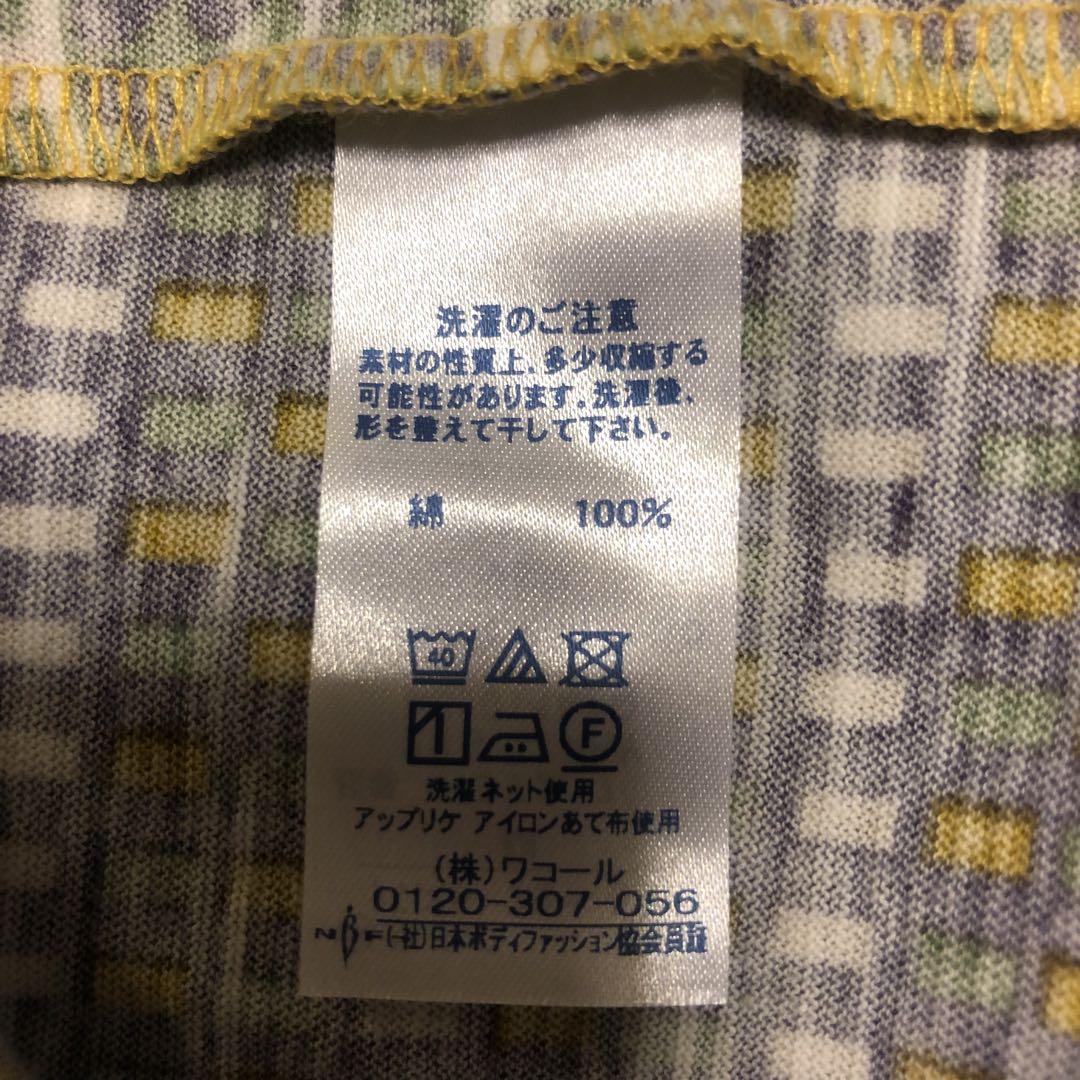 洗濯のご注意
素材の性質上、多少収縮する
可能性があります。洗濯後、
形を整えて干して下さい。
綿 100%
40
F
洗濯ネット使用
アップリケ アイロンあて布使用
(株)ワコール
0120-307-056
(一社)日本ボディファッション協会員証